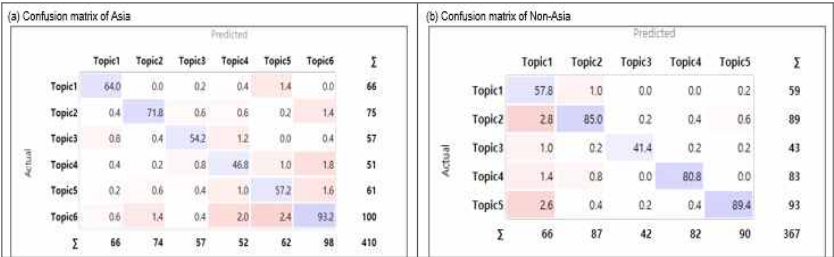 (a) Confusion matrix of Asia
Predicted
Topic1 Topic2 Topic3 Topic4 Topic5 Topic6 Σ
Topic1 64.0 0.0 0.2 0.4 1.4 0.0 66
Topic2 0.4 71.8 0.6 0.6 0.2 1.4 75
Topic3 0.8 0.4 54.2 1.2 0.0 0.4 57
Topic4 0.4 0.2 0.8 46.8 1.0 1.8 51
Topic5 0.2 0.6 0.4 1.0 57.2 1.6 61
Topic6 0.6 1.4 0.4 2.0 2.4 93.2 100
Σ 66 74 57 52 62 98 410
Actual
(b) Confusion matrix of Non-Asia
Predicted
Topic1 Topic2 Topic3 Topic4 Topic5 Σ
Topic1 57.8 1.0 0.0 0.0 0.2 59
Topic2 2.8 85.0 0.2 0.4 0.6 89
Topic3 1.0 0.2 41.4 0.2 0.2 43
Topic4 1.4 0.8 0.0 80.8 0.0 83
Topic5 2.6 0.4 0.2 0.4 89.4 93
Σ 66 87 42 82 90 367
Actual